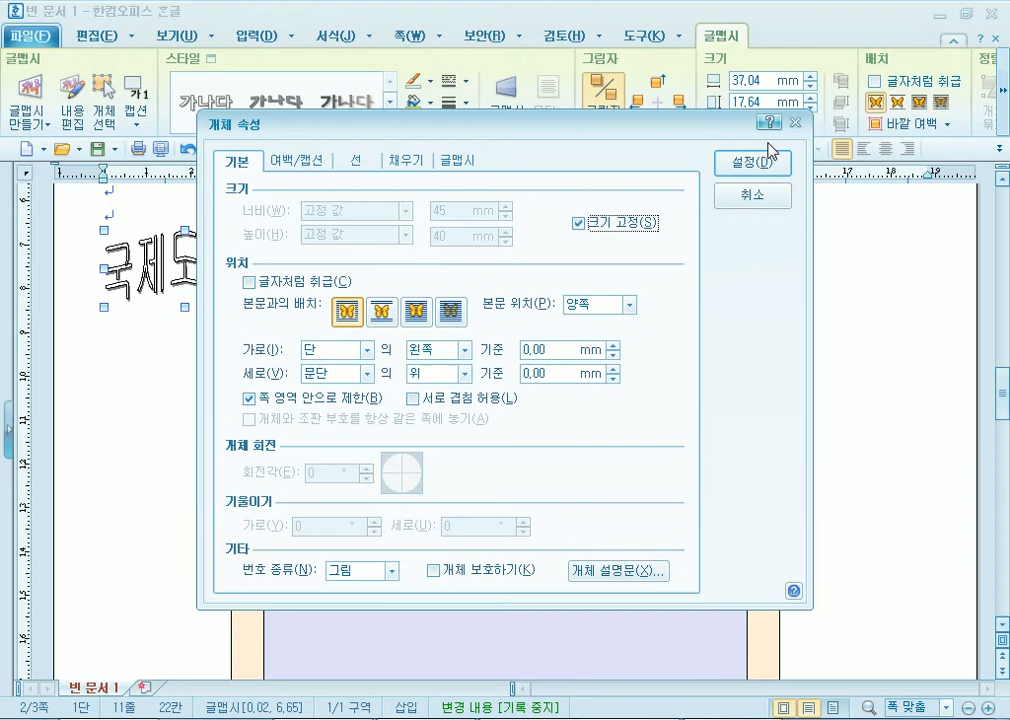 빈 문서 1 - 한컴오피스 흔글
파일(F) 편집(E) 보기(U) 입력(D) 서식(J) 쪽(W) 보안(R) 검토(H) 도구(K) 글맵시
글맵시 스타일 그림자 크기 배치
가나다 가나다 가나다
37,04 mm
17,64 mm
글자처럼 취급
바깥 여백
글맵시 만들기 내용 편집 개체 선택 캡션
개체 속성
기본 여백/캡션 선 채우기 글맵시
설정(D)
취소
크기
너비(W): 고정 값 45 mm
높이(H): 고정 값 40 mm
크기 고정(S)
위치
글자처럼 취급(C)
본문과의 배치: 본문 위치(P): 양쪽
가로(I): 단 의 왼쪽 기준 0,00 mm
세로(V): 문단 의 위 기준 0,00 mm
쪽 영역 안으로 제한(B) 서로 겹침 허용(L)
개체와 조판 부호를 항상 같은 쪽에 놓기(A)
개체 회전
회전각(E): 0 °
기울이기
가로(Y): 0 ° 세로(U): 0 °
기타
번호 종류(N): 그림 개체 보호하기(K) 개체 설명문(X)...
국제
빈 문서 1
2/3쪽 1단 11줄 22칸 글맵시[0,02, 6,65] 1/1 구역 삽입 변경 내용 [기록 중지] 폭 맞춤